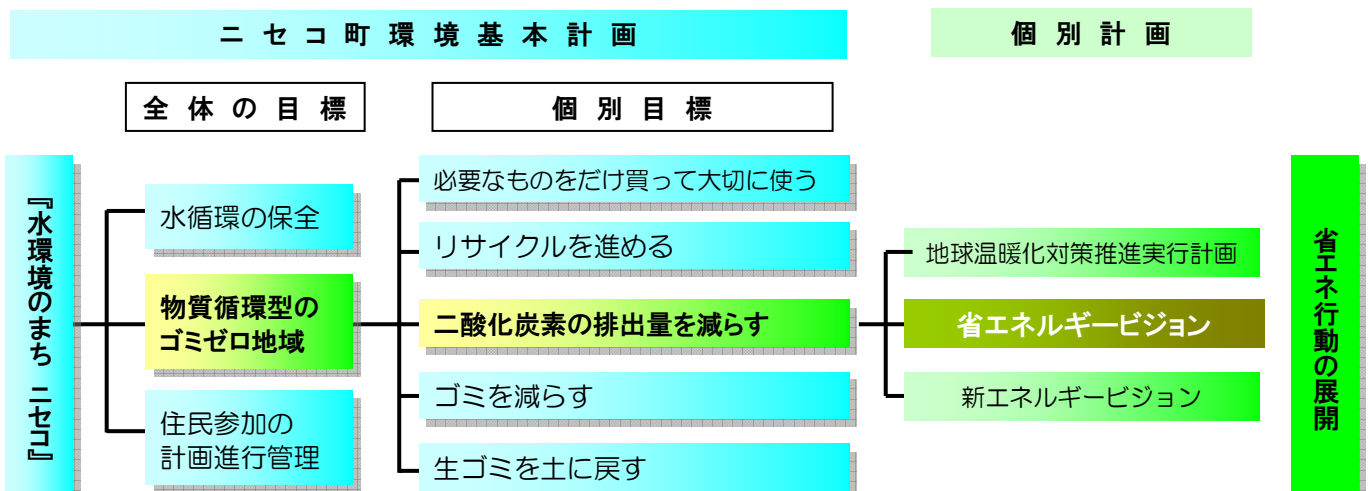 ニセコ町環境基本計画
個別計画
全体の目標
個別目標
『水環境のまち ニセコ』
水循環の保全
物質循環型の
ゴミゼロ地域
住民参加の
計画進行管理
必要なものをだけ買って大切に使う
リサイクルを進める
二酸化炭素の排出量を減らす
ゴミを減らす
生ゴミを土に戻す
地球温暖化対策推進実行計画
省エネルギービジョン
新エネルギービジョン
省エネ行動の展開